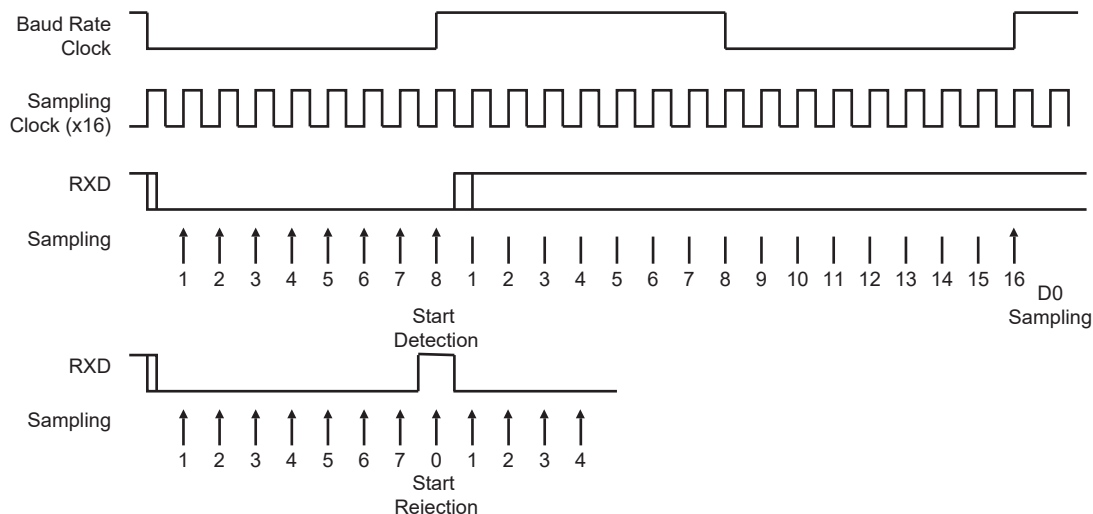 Baud Rate
Clock
Sampling
Clock (x16)
RXD
Sampling
1 2 3 4 5 6 7 8 1 2 3 4 5 6 7 8 9 10 11 12 13 14 15 16
D0
Sampling
Start
Detection
RXD
Sampling
1 2 3 4 5 6 7 0 1 2 3 4
Start
Rejection